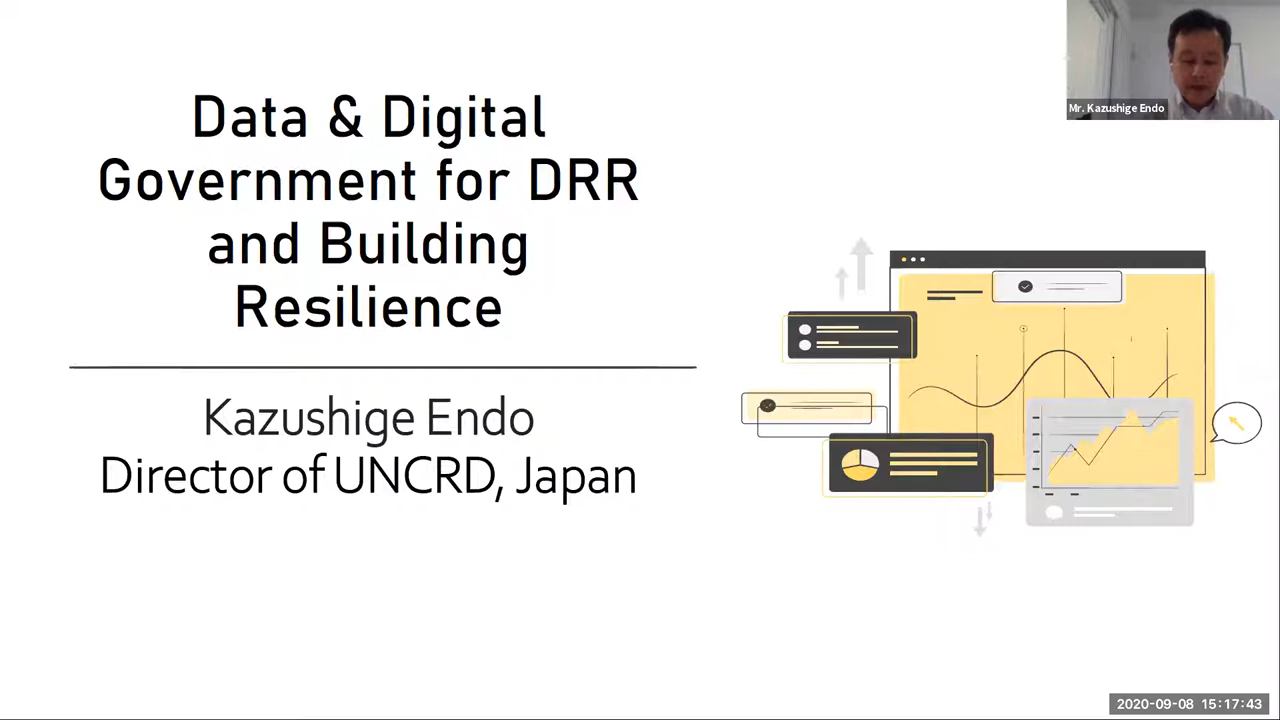 Data & Digital
Government for DRR
and Building
Resilience
Kazushige Endo
Director of UNCRD, Japan
Mr. Kazushige Endo
2020-09-08 15:17:43